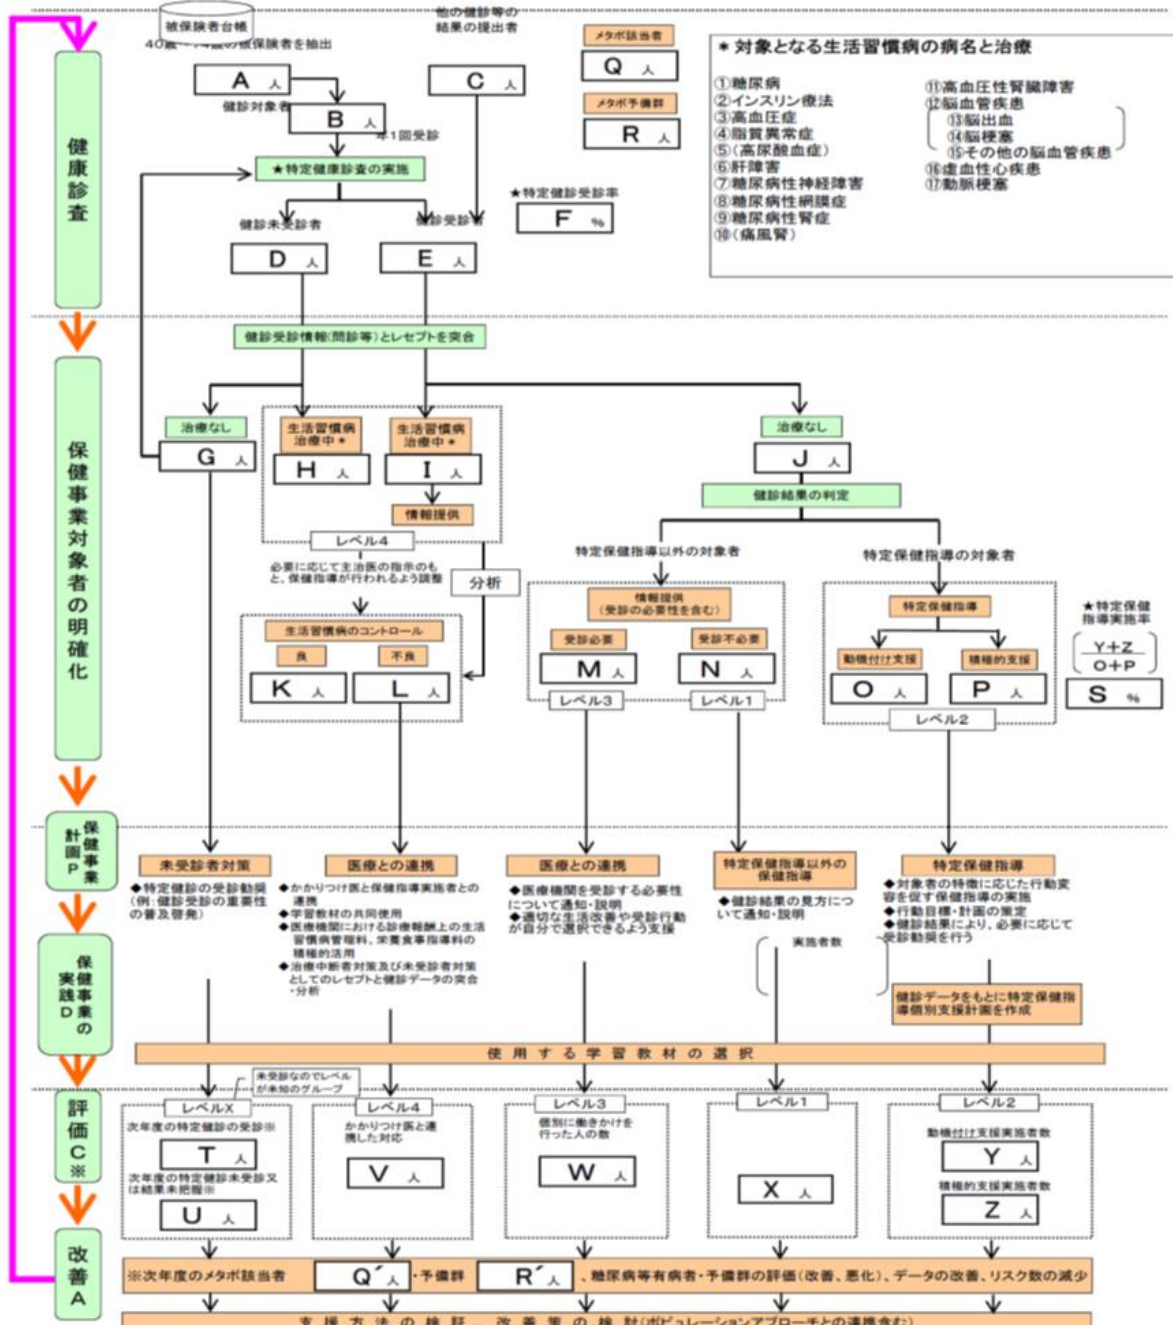 被保険者台帳
40歳～74歳の被保険者を抽出
A 人
健診対象者
B 人
年1回受診
他の健診等の
結果の提出者
C 人
★特定健康診査の実施
健診未受診者
D 人
健診受診者
E 人
メタボ該当者
Q 人
メタボ予備群
R 人
★特定健診受診率
F %
＊対象となる生活習慣病の病名と治療
①糖尿病
②インスリン療法
③高血圧症
④脂質異常症
⑤(高尿酸血症)
⑥肝障害
⑦糖尿病性神経障害
⑧糖尿病性網膜症
⑨糖尿病性腎症
⑩(痛風腎)
⑪高血圧性腎臓障害
⑫脳血管疾患
⑬脳出血
⑭脳梗塞
⑮その他の脳血管疾患
⑯虚血性心疾患
⑰動脈梗塞
健康診査
健診受診情報(問診等)とレセプトを突合
保健事業対象者の明確化
治療なし
G 人
生活習慣病
治療中＊
H 人
生活習慣病
治療中＊
I 人
情報提供
レベル4
必要に応じて主治医の指示のも
と、保健指導が行われるよう調整
分析
生活習慣病のコントロール
良
不良
K 人
L 人
治療なし
J 人
健診結果の判定
特定保健指導以外の対象者
情報提供
(受診の必要性を含む)
受診必要
受診不必要
M 人
N 人
レベル3
レベル1
特定保健指導の対象者
特定保健指導
動機付け支援
積極的支援
O 人
P 人
レベル2
★特定保健
指導実施率
Y+Z
O+P
S %
保健事業
計画P
未受診者対策
◆特定健診の受診勧奨
(例:健診受診の重要性
の普及啓発)
医療との連携
◆かかりつけ医と保健指導実施者との
連携
◆学習教材の共同使用
◆医療機関における診療報酬上の生活
習慣病管理料、栄養食事指導料の
積極的活用
◆治療中断者対策及び未受診者対策
としてのレセプトと健診データの突合
・分析
医療との連携
◆医療機関を受診する必要性
について通知・説明
◆適切な生活改善や受診行動
が自分で選択できるよう支援
特定保健指導以外の
保健指導
◆健診結果の見方につ
いて通知・説明
実施者数
特定保健指導
◆対象者の特徴に応じた行動変
容を促す保健指導の実施
◆行動目標・計画の策定
◆健診結果により、必要に応じて
受診勧奨を行う
健診データをもとに特定保健指
導個別支援計画を作成
保健事業の
実践D
使用する学習教材の選択
評価C※
未受診なのでレベル
が未知のグループ
レベルX
次年度の特定健診の受診※
T 人
次年度の特定健診未受診又
は結果未把握※
U 人
レベル4
かかりつけ医と連
携した対応
V 人
レベル3
個別に働きかけを
行った人の数
W 人
レベル1
X 人
レベル2
動機付け支援実施者数
Y 人
積極的支援実施者数
Z 人
改善A
※次年度のメタボ該当者 Q´人 ・予備群 R´人 、糖尿病等有病者・予備群の評価(改善、悪化)、データの改善、リスク数の減少
支援方法の検証、改善策の検討(ポピュレーションアプローチとの連携含む)